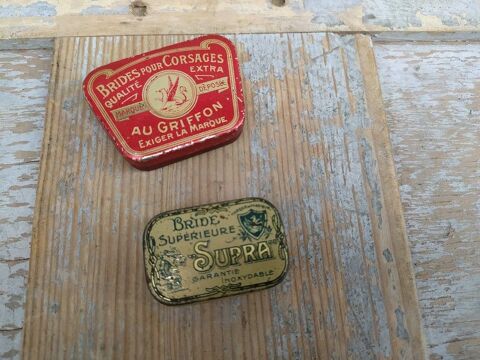 BRIDES POUR CORSAGES
QUALITÉ EXTRA
MARQUE DÉPOSÉE
AU GRIFFON
EXIGER LA MARQUE
BRIDE
SUPÉRIEURE
"SUPRA"
GARANTIE
INOXYDABLE